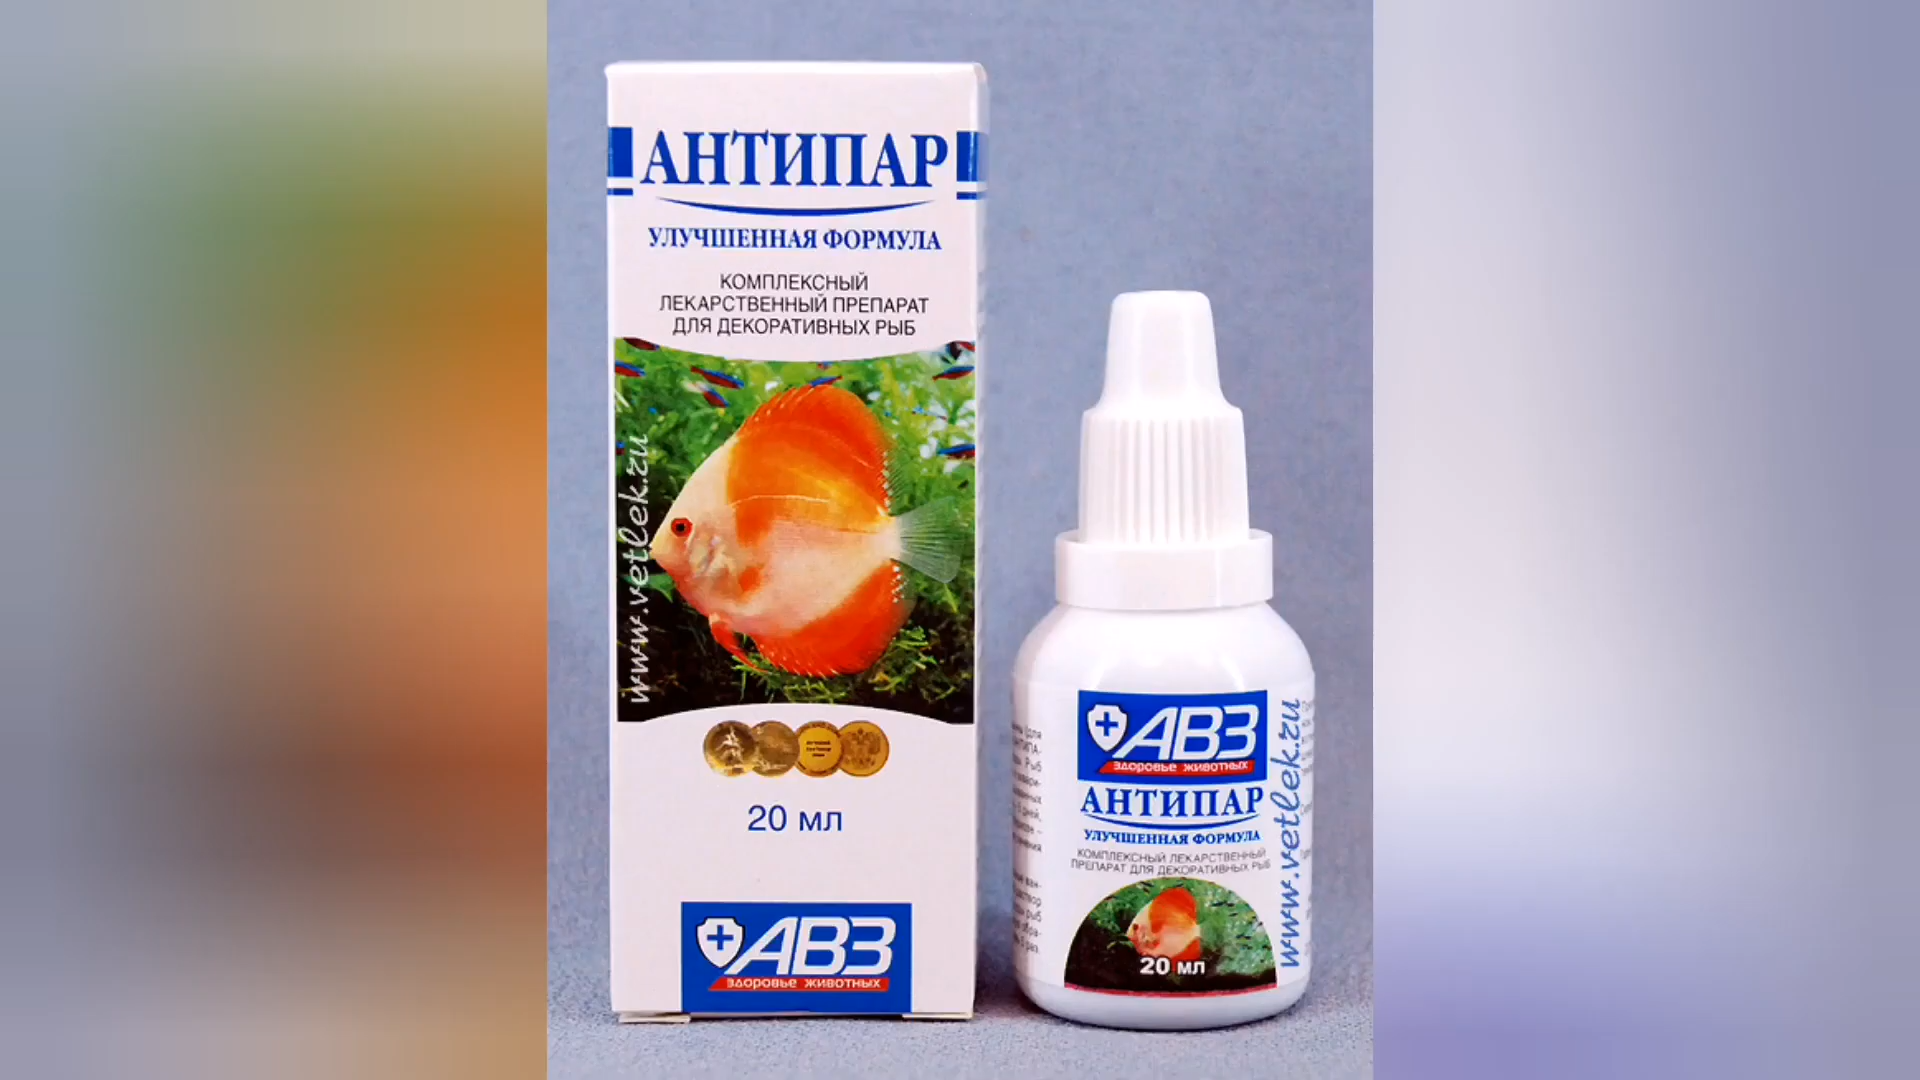 АНТИПАР
УЛУЧШЕННАЯ ФОРМУЛА
КОМПЛЕКСНЫЙ
ЛЕКАРСТВЕННЫЙ ПРЕПАРАТ
ДЛЯ ДЕКОРАТИВНЫХ РЫБ
www.vetlek.ru
20 мл
АВЗ
здоровье животных
АВЗ
здоровье животных
АНТИПАР
УЛУЧШЕННАЯ ФОРМУЛА
КОМПЛЕКСНЫЙ ЛЕКАРСТВЕННЫЙ
ПРЕПАРАТ ДЛЯ ДЕКОРАТИВНЫХ РЫБ
20 мл
www.vetlek.ru